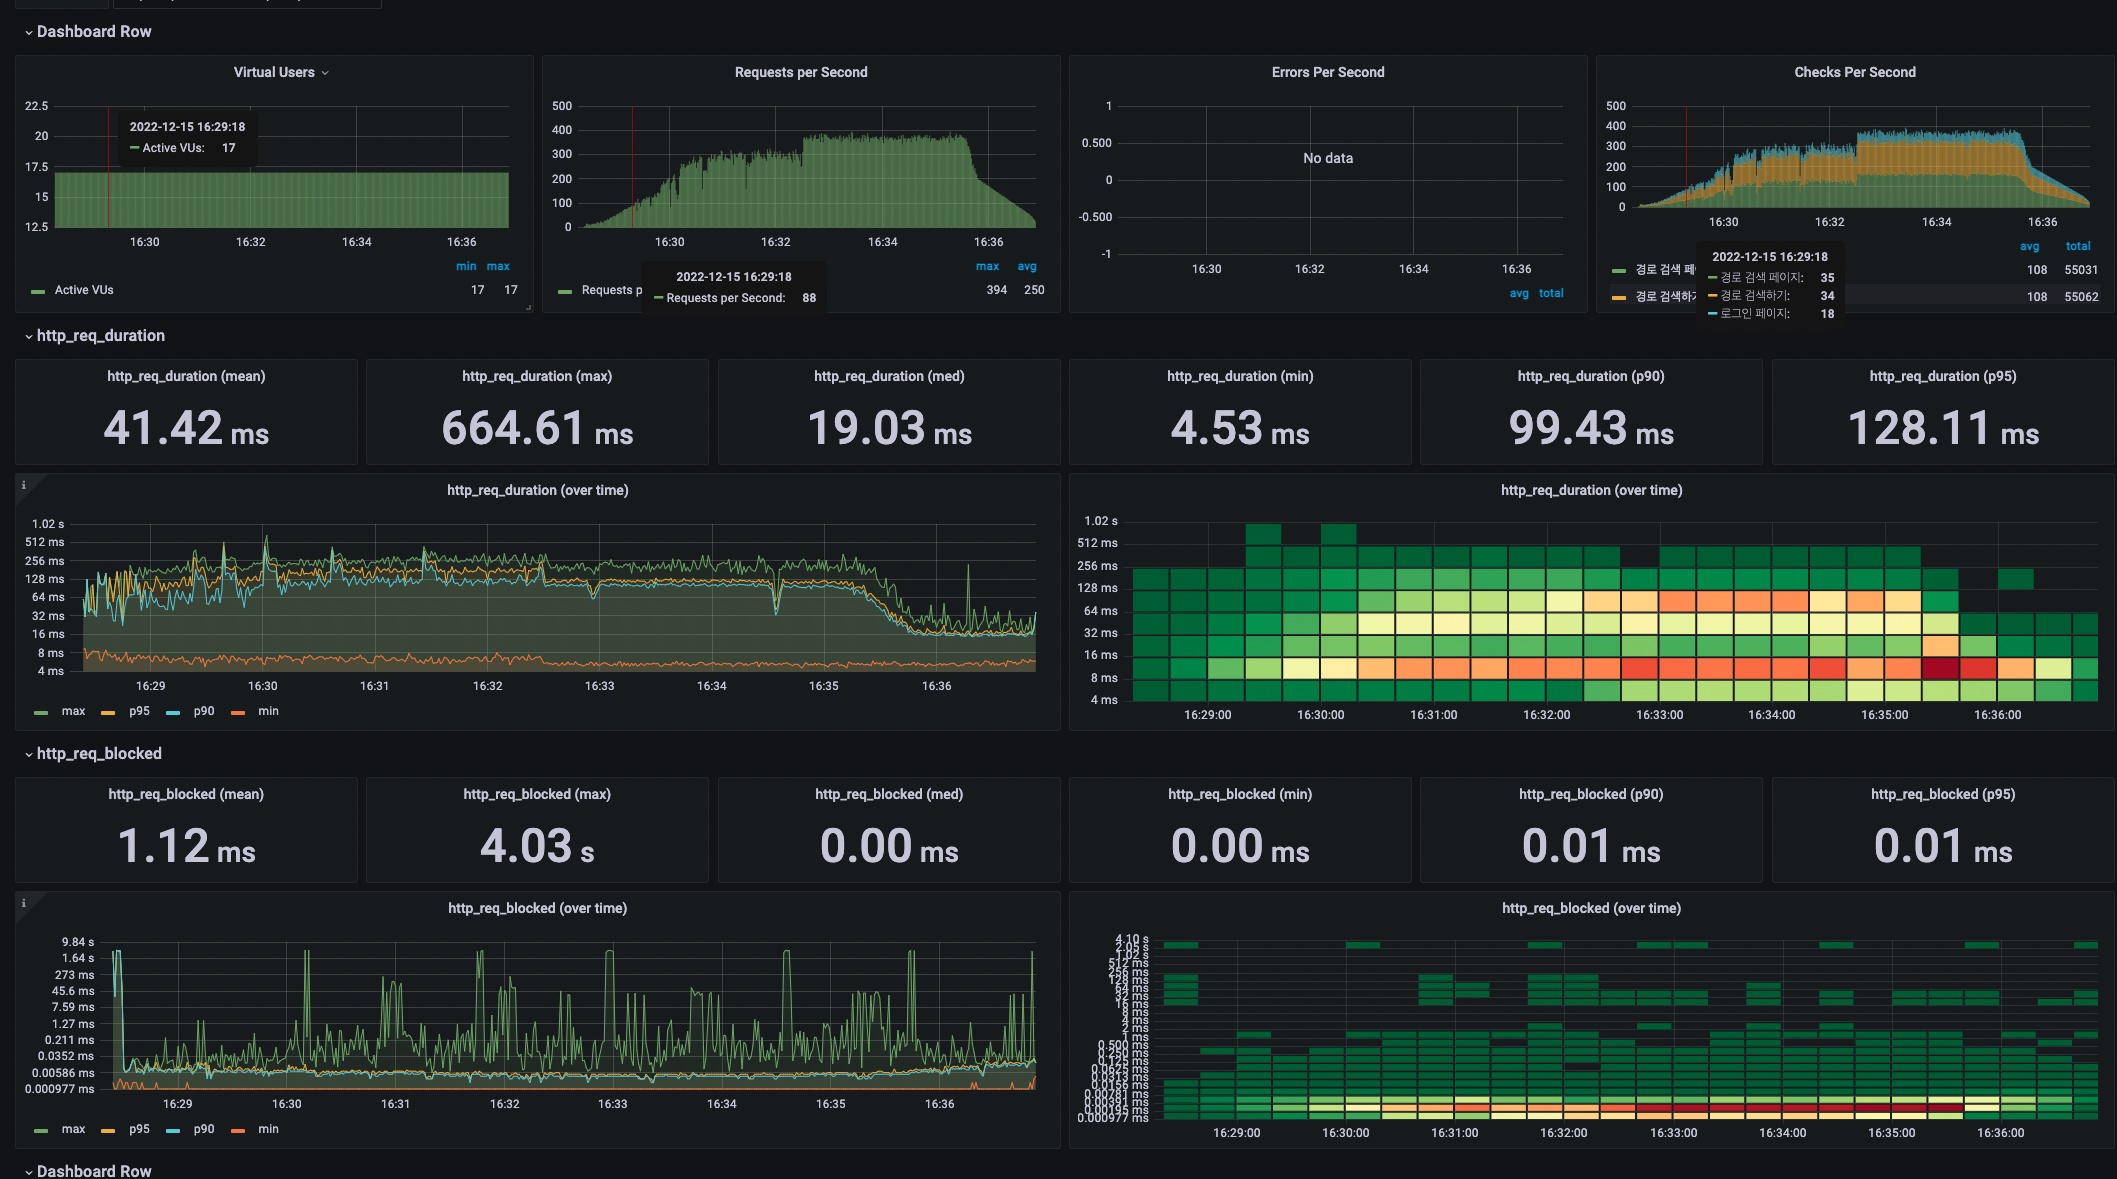 Dashboard Row
Virtual Users
22.5
20
17.5
15
12.5
2022-12-15 16:29:18
Active VUs: 17
16:30 16:32 16:34 16:36
min max
Active VUs 17 17
Requests per Second
500
400
300
200
100
0
16:30 16:32 16:34 16:36
max avg
Requests p 394 250
2022-12-15 16:29:18
Requests per Second: 88
Errors Per Second
1
0.500
0
-0.500
-1
No data
16:30 16:32 16:34 16:36
avg total
Checks Per Second
500
400
300
200
100
0
16:30 16:32 16:34 16:36
avg total
경로 검색 페 108 55031
경로 검색하기 108 55062
2022-12-15 16:29:18
경로 검색 페이지: 35
경로 검색하기: 34
로그인 페이지: 18
http_req_duration
http_req_duration (mean)
41.42 ms
http_req_duration (max)
664.61 ms
http_req_duration (med)
19.03 ms
http_req_duration (min)
4.53 ms
http_req_duration (p90)
99.43 ms
http_req_duration (p95)
128.11 ms
i
http_req_duration (over time)
1.02 s
512 ms
256 ms
128 ms
64 ms
32 ms
16 ms
8 ms
4 ms
16:29 16:30 16:31 16:32 16:33 16:34 16:35 16:36
max p95 p90 min
http_req_duration (over time)
1.02 s
512 ms
256 ms
128 ms
64 ms
32 ms
16 ms
8 ms
4 ms
16:29:00 16:30:00 16:31:00 16:32:00 16:33:00 16:34:00 16:35:00 16:36:00
http_req_blocked
http_req_blocked (mean)
1.12 ms
http_req_blocked (max)
4.03 s
http_req_blocked (med)
0.00 ms
http_req_blocked (min)
0.00 ms
http_req_blocked (p90)
0.01 ms
http_req_blocked (p95)
0.01 ms
i
http_req_blocked (over time)
9.84 s
1.64 s
273 ms
45.6 ms
7.59 ms
1.27 ms
0.211 ms
0.0352 ms
0.00586 ms
0.000977 ms
16:29 16:30 16:31 16:32 16:33 16:34 16:35 16:36
max p95 p90 min
http_req_blocked (over time)
4.10 s
2.05 s
1.02 s
512 ms
256 ms
128 ms
64 ms
32 ms
16 ms
8 ms
4 ms
2 ms
1 ms
0.500 ms
0.250 ms
0.125 ms
0.0156 ms
0.00781 ms
0.00391 ms
0.00195 ms
0.000977 ms
16:29:00 16:30:00 16:31:00 16:32:00 16:33:00 16:34:00 16:35:00 16:36:00
Dashboard Row